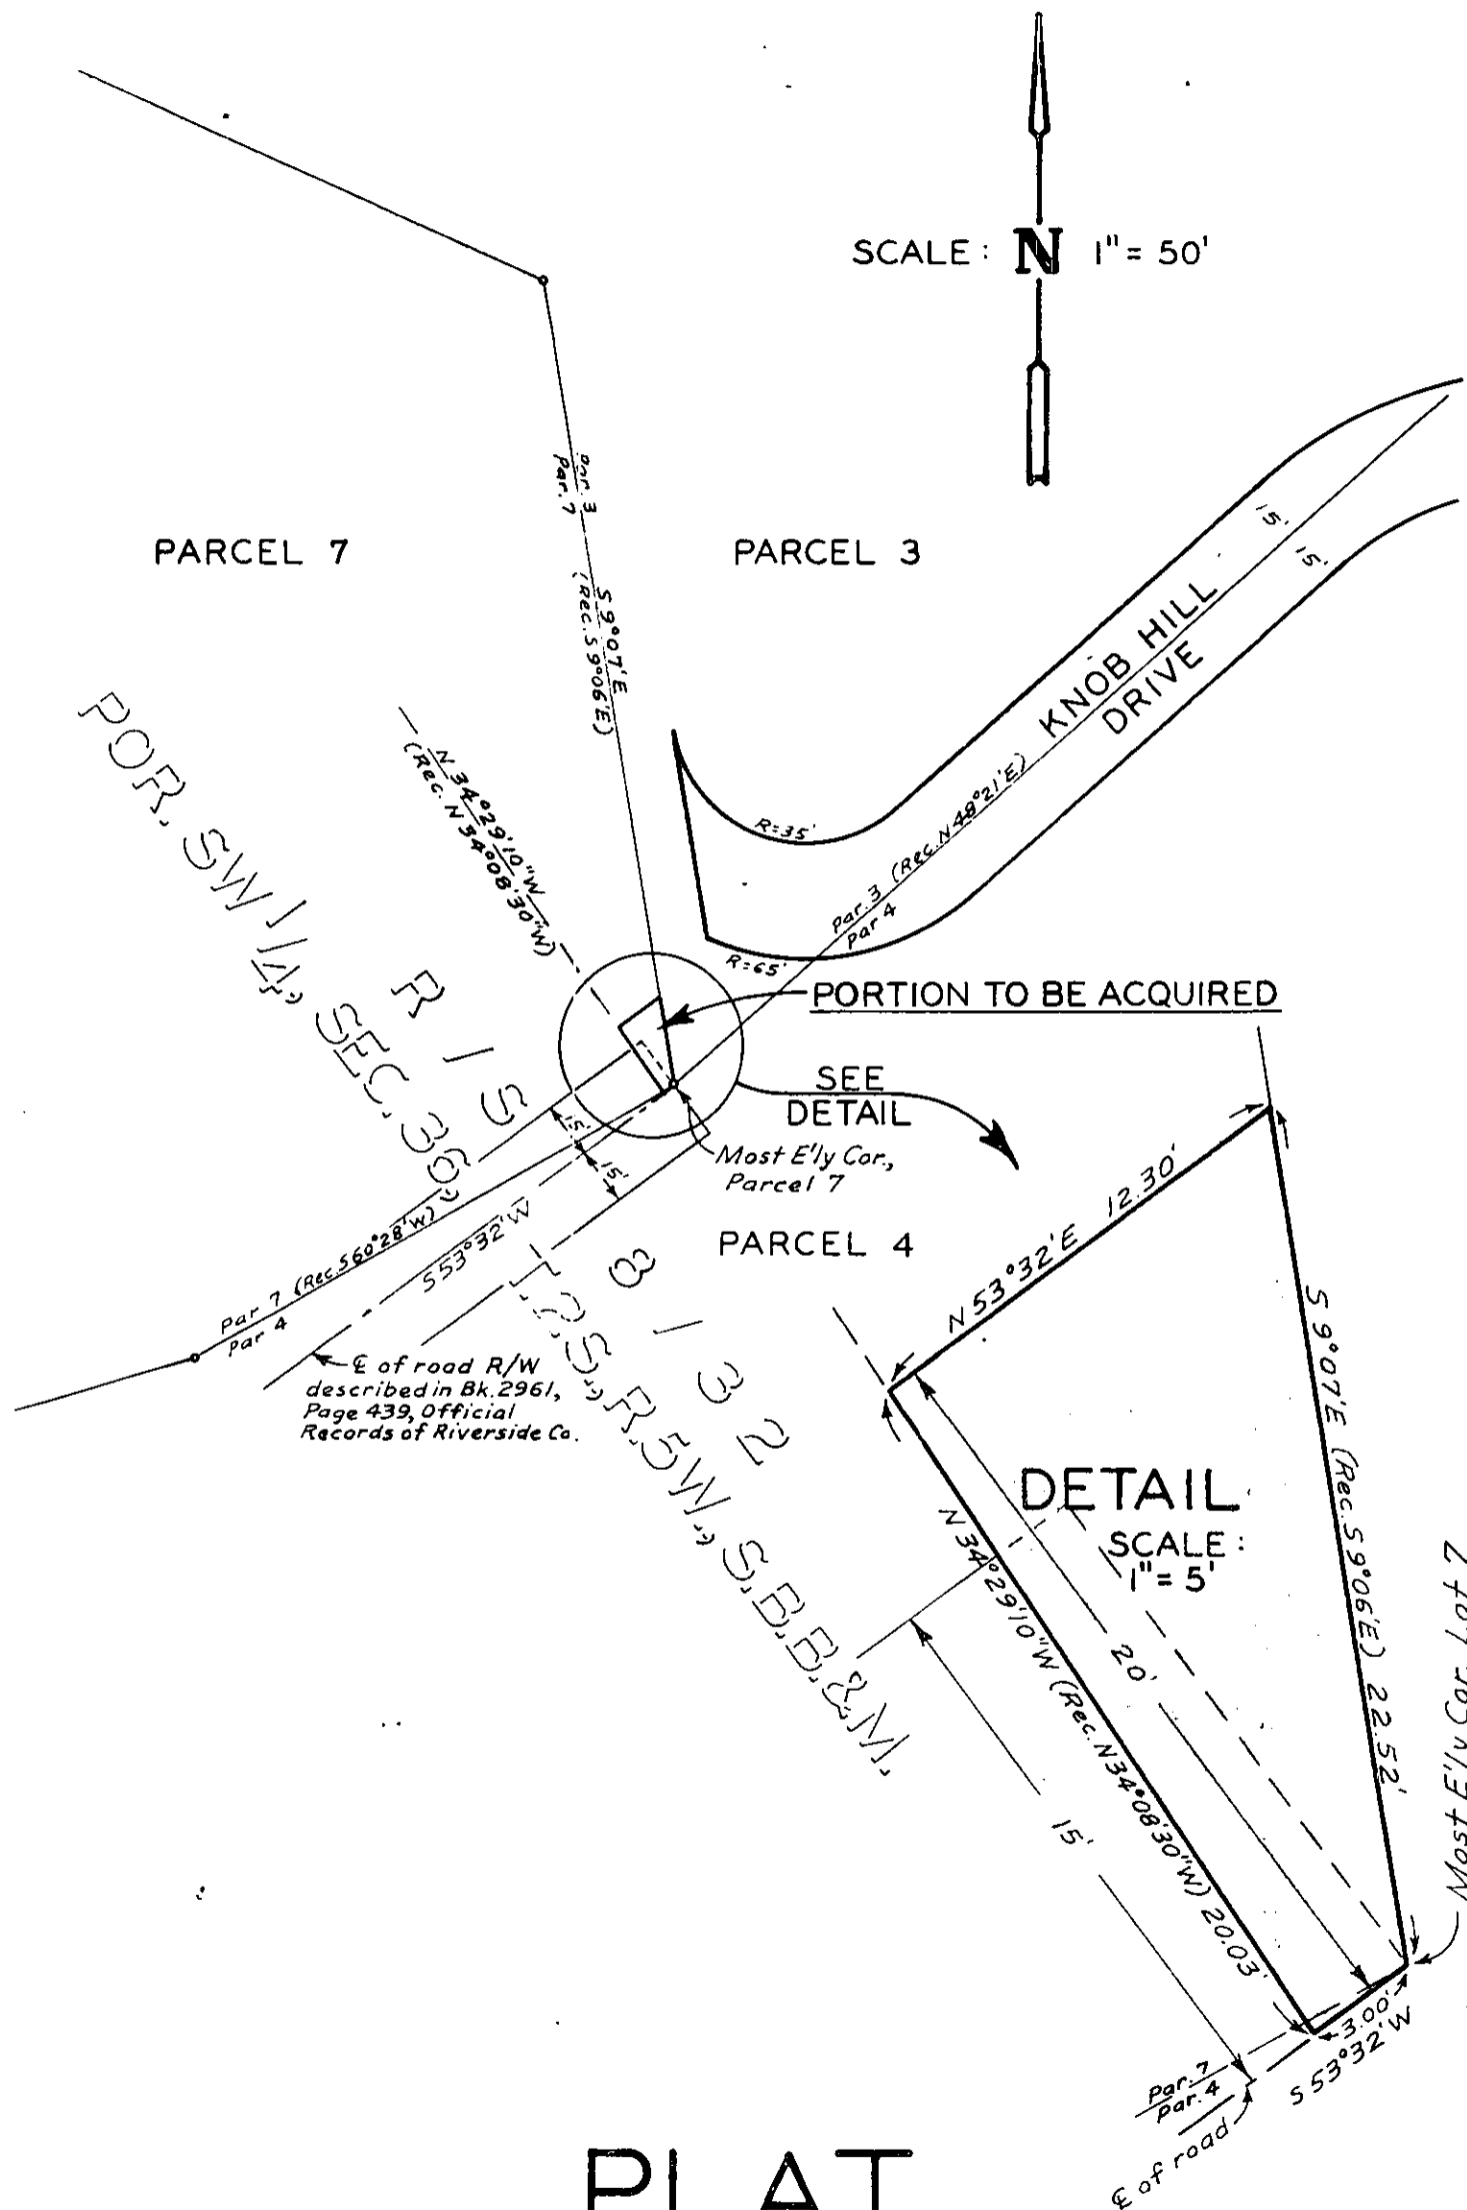 SCALE: N 1" = 50'
Par. 3
Par. 7
PARCEL 7
PARCEL 3
S 9°07' E
(Rec. S 9°06' E)
15'
15'
KNOB HILL
DRIVE
N 34°29'10" W
(Rec. N 34°08'30" W)
R=35'
Par. 3 (Rec. N 48°21' E)
Par 4
R=65'
POR. SW 1/4, SEC. 36,
T.2S., R.5W., S.B.B.&M.
R/S 8/32
PORTION TO BE ACQUIRED
SEE
DETAIL
Most E'ly Cor.,
Parcel 7
15'
15'
PARCEL 4
Par 7 (Rec. S 60°28' W)
Par 4
S 53°32' W
℄ of road R/W
described in Bk. 2961,
Page 439, Official
Records of Riverside Co.
N 53°32' E 12.30'
S 9°07' E (Rec. S 9°06' E) 22.52'
DETAIL
SCALE:
1" = 5'
N 34°29'10" W (Rec. N 34°08'30" W) 20.03'
20'
15'
Most E'ly Cor. Lot 7
3.00'
S 53°32' W
Par. 7
Par. 4
℄ of road
PLAT